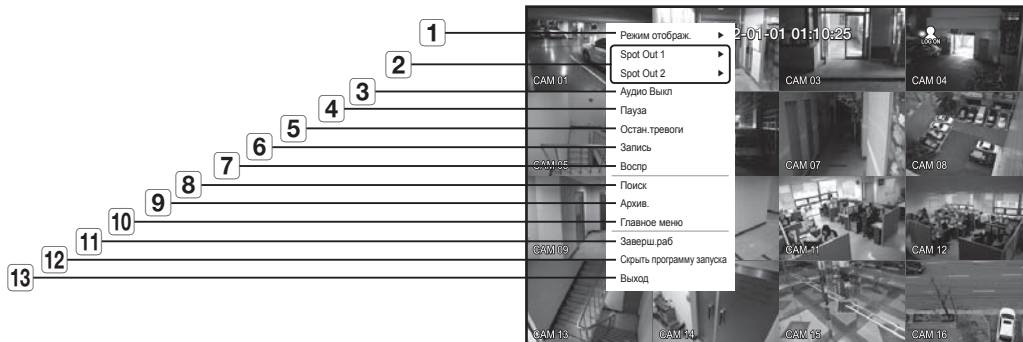 1
2
3
4
5
6
7
8
9
10
11
12
13
Режим отображ.
Spot Out 1
Spot Out 2
Аудио Выкл
Пауза
Остан.тревоги
Запись
Воспр
Поиск
Архив.
Главное меню
Заверш.раб
Скрыть программу запуска
Выход
2-01-01 01:10:25
LOG ON
CAM 01
CAM 03
CAM 04
CAM 05
CAM 07
CAM 08
CAM 09
CAM 11
CAM 12
CAM 13
CAM 14
CAM 15
CAM 16